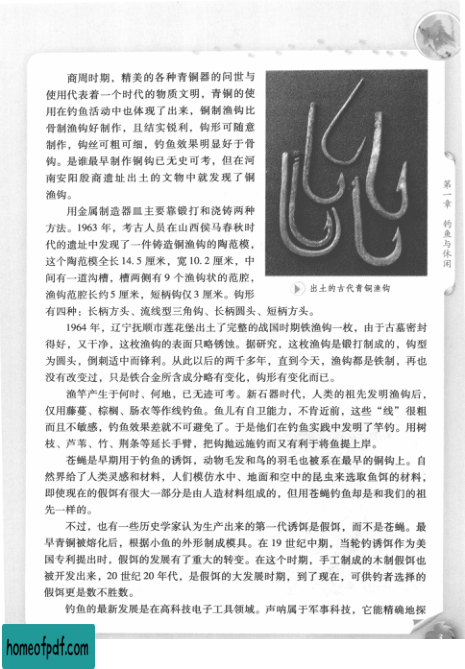 商周时期，精美的各种青铜器的问世与
使用代表着一个时代的物质文明，青铜的使
用在钓鱼活动中也体现了出来，铜制渔钩比
骨制渔钩好制作，且结实锐利，钩形可随意
制作，钩丝可粗可细，钓鱼效果明显好于骨
钩。是谁最早制作铜钩已无史可考，但在河
南安阳殷商遗址出土的文物中就发现了铜
渔钩。
用金属制造器皿主要靠锻打和浇铸两种
方法。1963 年，考古人员在山西侯马春秋时
代的遗址中发现了一件铸造铜渔钩的陶范模，
这个陶范模全长 14. 5 厘米，宽 10. 2 厘米，中
间有一道沟槽，槽两侧有 9 个渔钩状的范腔，
渔钩范腔长约 5 厘米，短柄钩仅 3 厘米。钩形
有四种：长柄方头、流线型三角钩、长柄圆头、短柄方头。
出土的古代青铜渔钩
1964 年，辽宁抚顺市莲花堡出土了完整的战国时期铁渔钩一枚，由于古墓密封
得好，又干净，这枚渔钩的表面只略锈蚀。据研究，这枚渔钩是锻打制成的，钩型
为圆头，倒刺适中而锋利。从此以后的两千多年，直到今天，渔钩都是铁制，再也
没有改变过，只是铁合金所含成分略有变化，钩形有变化而已。
渔竿产生于何时、何地，已无迹可考。新石器时代，人类的祖先发明渔钩后，
仅用藤蔓、棕榈、肠衣等作线钓鱼。鱼儿有自卫能力，不肯近前，这些“线”很粗
而且不敏感，钓鱼效果差就不可避免了。于是他们在钓鱼实践中发明了竿钓。用树
枝、芦苇、竹、荆条等延长手臂，把钩抛远施钓而又有利于将鱼提上岸。
苍蝇是早期用于钓鱼的诱饵，动物毛发和鸟的羽毛也被系在最早的铜钩上。自
然界给了人类灵感和材料，人们模仿水中、地面和空中的昆虫来选取鱼饵的材料，
即使现在的假饵有很大一部分是由人造材料组成的，但用苍蝇钓鱼却是和我们的祖
先一样的。
不过，也有一些历史学家认为生产出来的第一代诱饵是假饵，而不是苍蝇。最
早青铜被熔化后，根据小鱼的外形制成模具。在 19 世纪中期，当轮钓诱饵作为美
国专利提出时，假饵的发展有了重大的转变。在这个时期，手工制成的木制假饵也
被开发出来，20 世纪 20 年代，是假饵的大发展时期，到了现在，可供钓者选择的
假饵更是数不胜数。
钓鱼的最新发展是在高科技电子工具领域。声呐属于军事科技，它能精确地探
第一章 钓鱼与休闲
homeofpdf.com